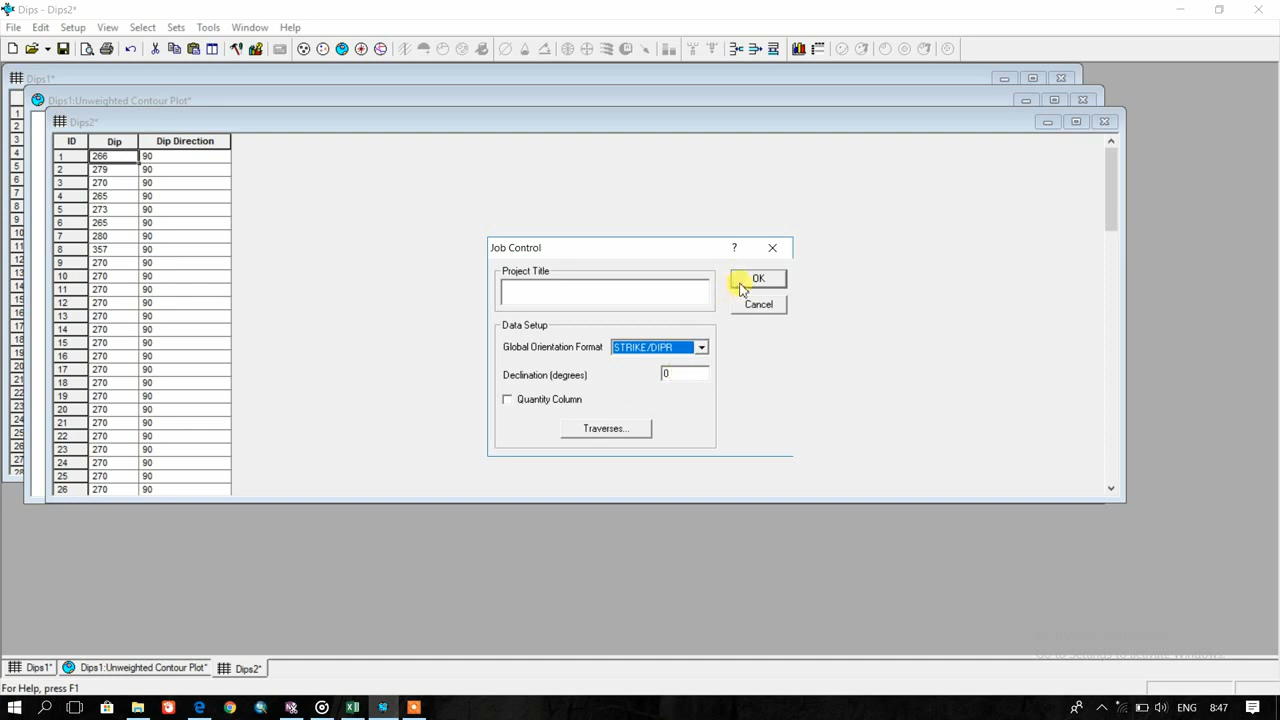 Dips - Dips2*
File Edit Setup View Select Sets Tools Window Help
Dips1*
Dips1:Unweighted Contour Plot*
Dips2*
ID Dip Dip Direction
1 266 90
2 279 90
3 270 90
4 265 90
5 273 90
6 265 90
7 280 90
8 357 90
9 270 90
10 270 90
11 270 90
12 270 90
13 270 90
14 270 90
15 270 90
16 270 90
17 270 90
18 270 90
19 270 90
20 270 90
21 270 90
22 270 90
23 270 90
24 270 90
25 270 90
26 270 90
Job Control ?
Project Title
OK
Cancel
Data Setup
Global Orientation Format STRIKE/DIPR
Declination (degrees) 0
Quantity Column
Traverses...
Dips1* Dips1:Unweighted Contour Plot* Dips2*
For Help, press F1
ENG 8:47